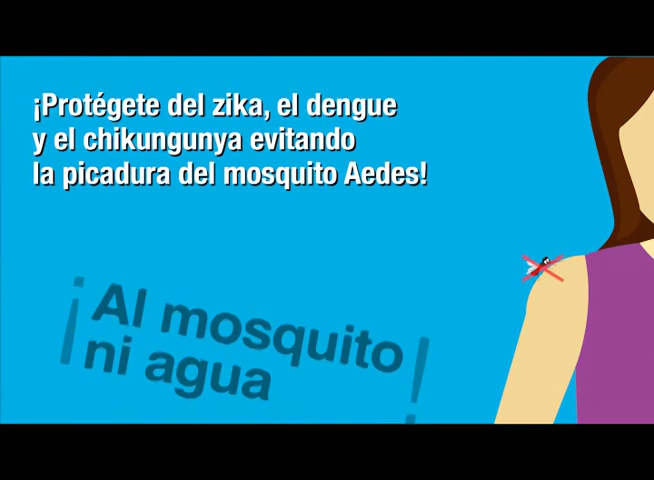 ¡Protégete del zika, el dengue
y el chikungunya evitando
la picadura del mosquito Aedes!
¡Al mosquito
ni agua!